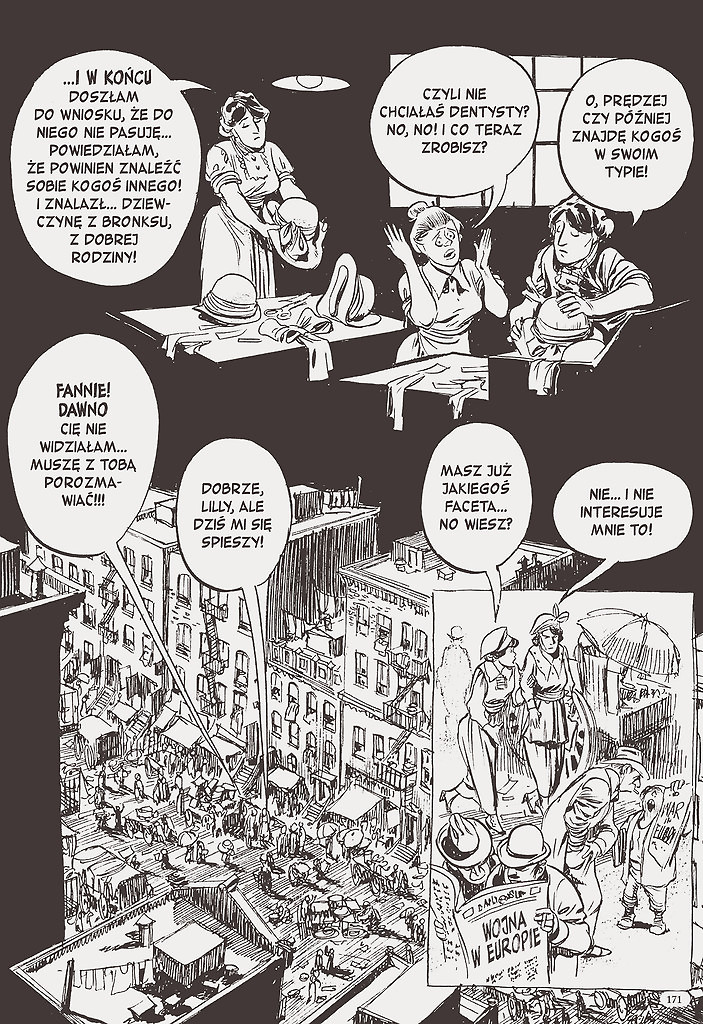 ...I W KOŃCU
DOSZŁAM
DO WNIOSKU, ŻE DO
NIEGO NIE PASUJĘ...
POWIEDZIAŁAM,
ŻE POWINIEN ZNALEŹĆ
SOBIE KOGOŚ INNEGO!
I ZNALAZŁ... DZIEW-
CZYNĘ Z BRONKSU,
Z DOBREJ
RODZINY!
CZYLI NIE
CHCIAŁAŚ DENTYSTY?
NO, NO! I CO TERAZ
ZROBISZ?
O, PRĘDZEJ
CZY PÓŹNIEJ
ZNAJDĘ KOGOŚ
W SWOIM
TYPIE!
FANNIE!
DAWNO
CIĘ NIE
WIDZIAŁAM...
MUSZĘ Z TOBĄ
POROZMA-
WIAĆ!!!
DOBRZE,
LILLY, ALE
DZIŚ MI SIĘ
SPIESZY!
MASZ JUŻ
JAKIEGOŚ
FACETA...
NO WIESZ?
NIE... I NIE
INTERESUJE
MNIE TO!
WOJNA
W EUROPIE
171